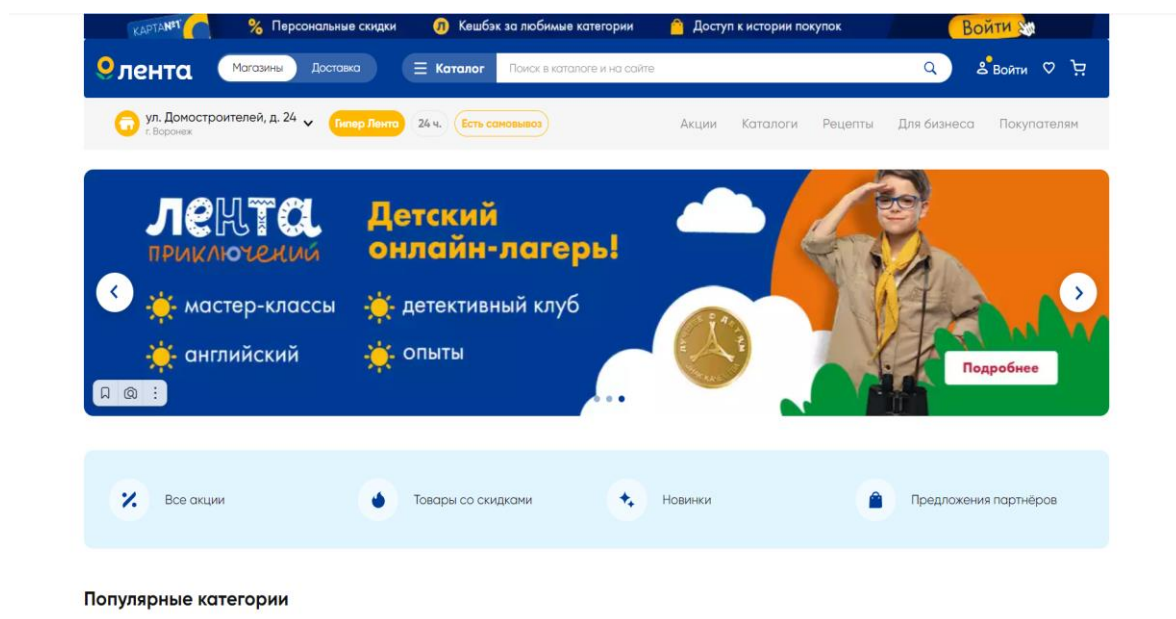 КАРТА№1
Персональные скидки
Кешбэк за любимые категории
Доступ к истории покупок
Войти
лента
Магазины
Доставка
Каталог
Поиск в каталоге и на сайте
Войти
ул. Домостроителей, д. 24
г. Воронеж
Гипер Лента
24 ч.
Есть самовывоз
Акции
Каталоги
Рецепты
Для бизнеса
Покупателям
лента
приключений
Детский
онлайн-лагерь!
мастер-классы
детективный клуб
английский
опыты
Подробнее
Все акции
Товары со скидками
Новинки
Предложения партнёров
Популярные категории